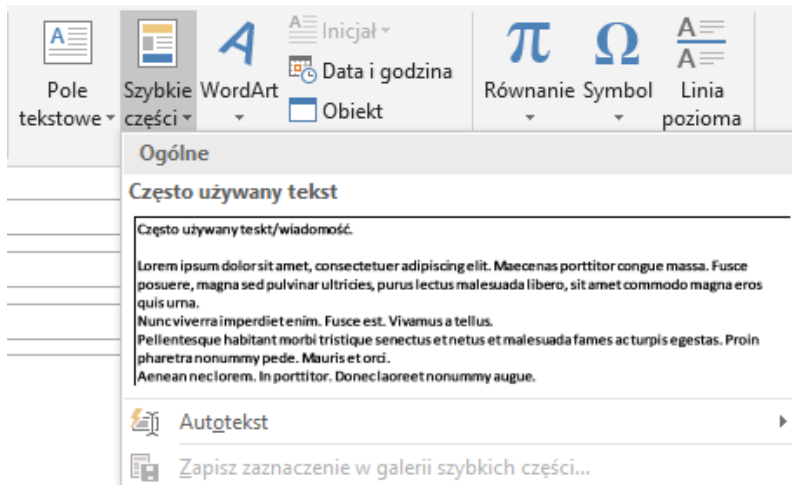 Pole tekstowe
Szybkie części
WordArt
Inicjał
Data i godzina
Obiekt
Równanie
Symbol
Linia pozioma
Ogólne
Często używany tekst
Często używany teskt/wiadomość.
Lorem ipsum dolor sit amet, consectetuer adipiscing elit. Maecenas porttitor congue massa. Fusce
posuere, magna sed pulvinar ultricies, purus lectus malesuada libero, sit amet commodo magna eros
quis urna.
Nunc viverra imperdiet enim. Fusce est. Vivamus a tellus.
Pellentesque habitant morbi tristique senectus et netus et malesuada fames ac turpis egestas. Proin
pharetra nonummy pede. Mauris et orci.
Aenean nec lorem. In porttitor. Donec laoreet nonummy augue.
Autotekst
Zapisz zaznaczenie w galerii szybkich części...